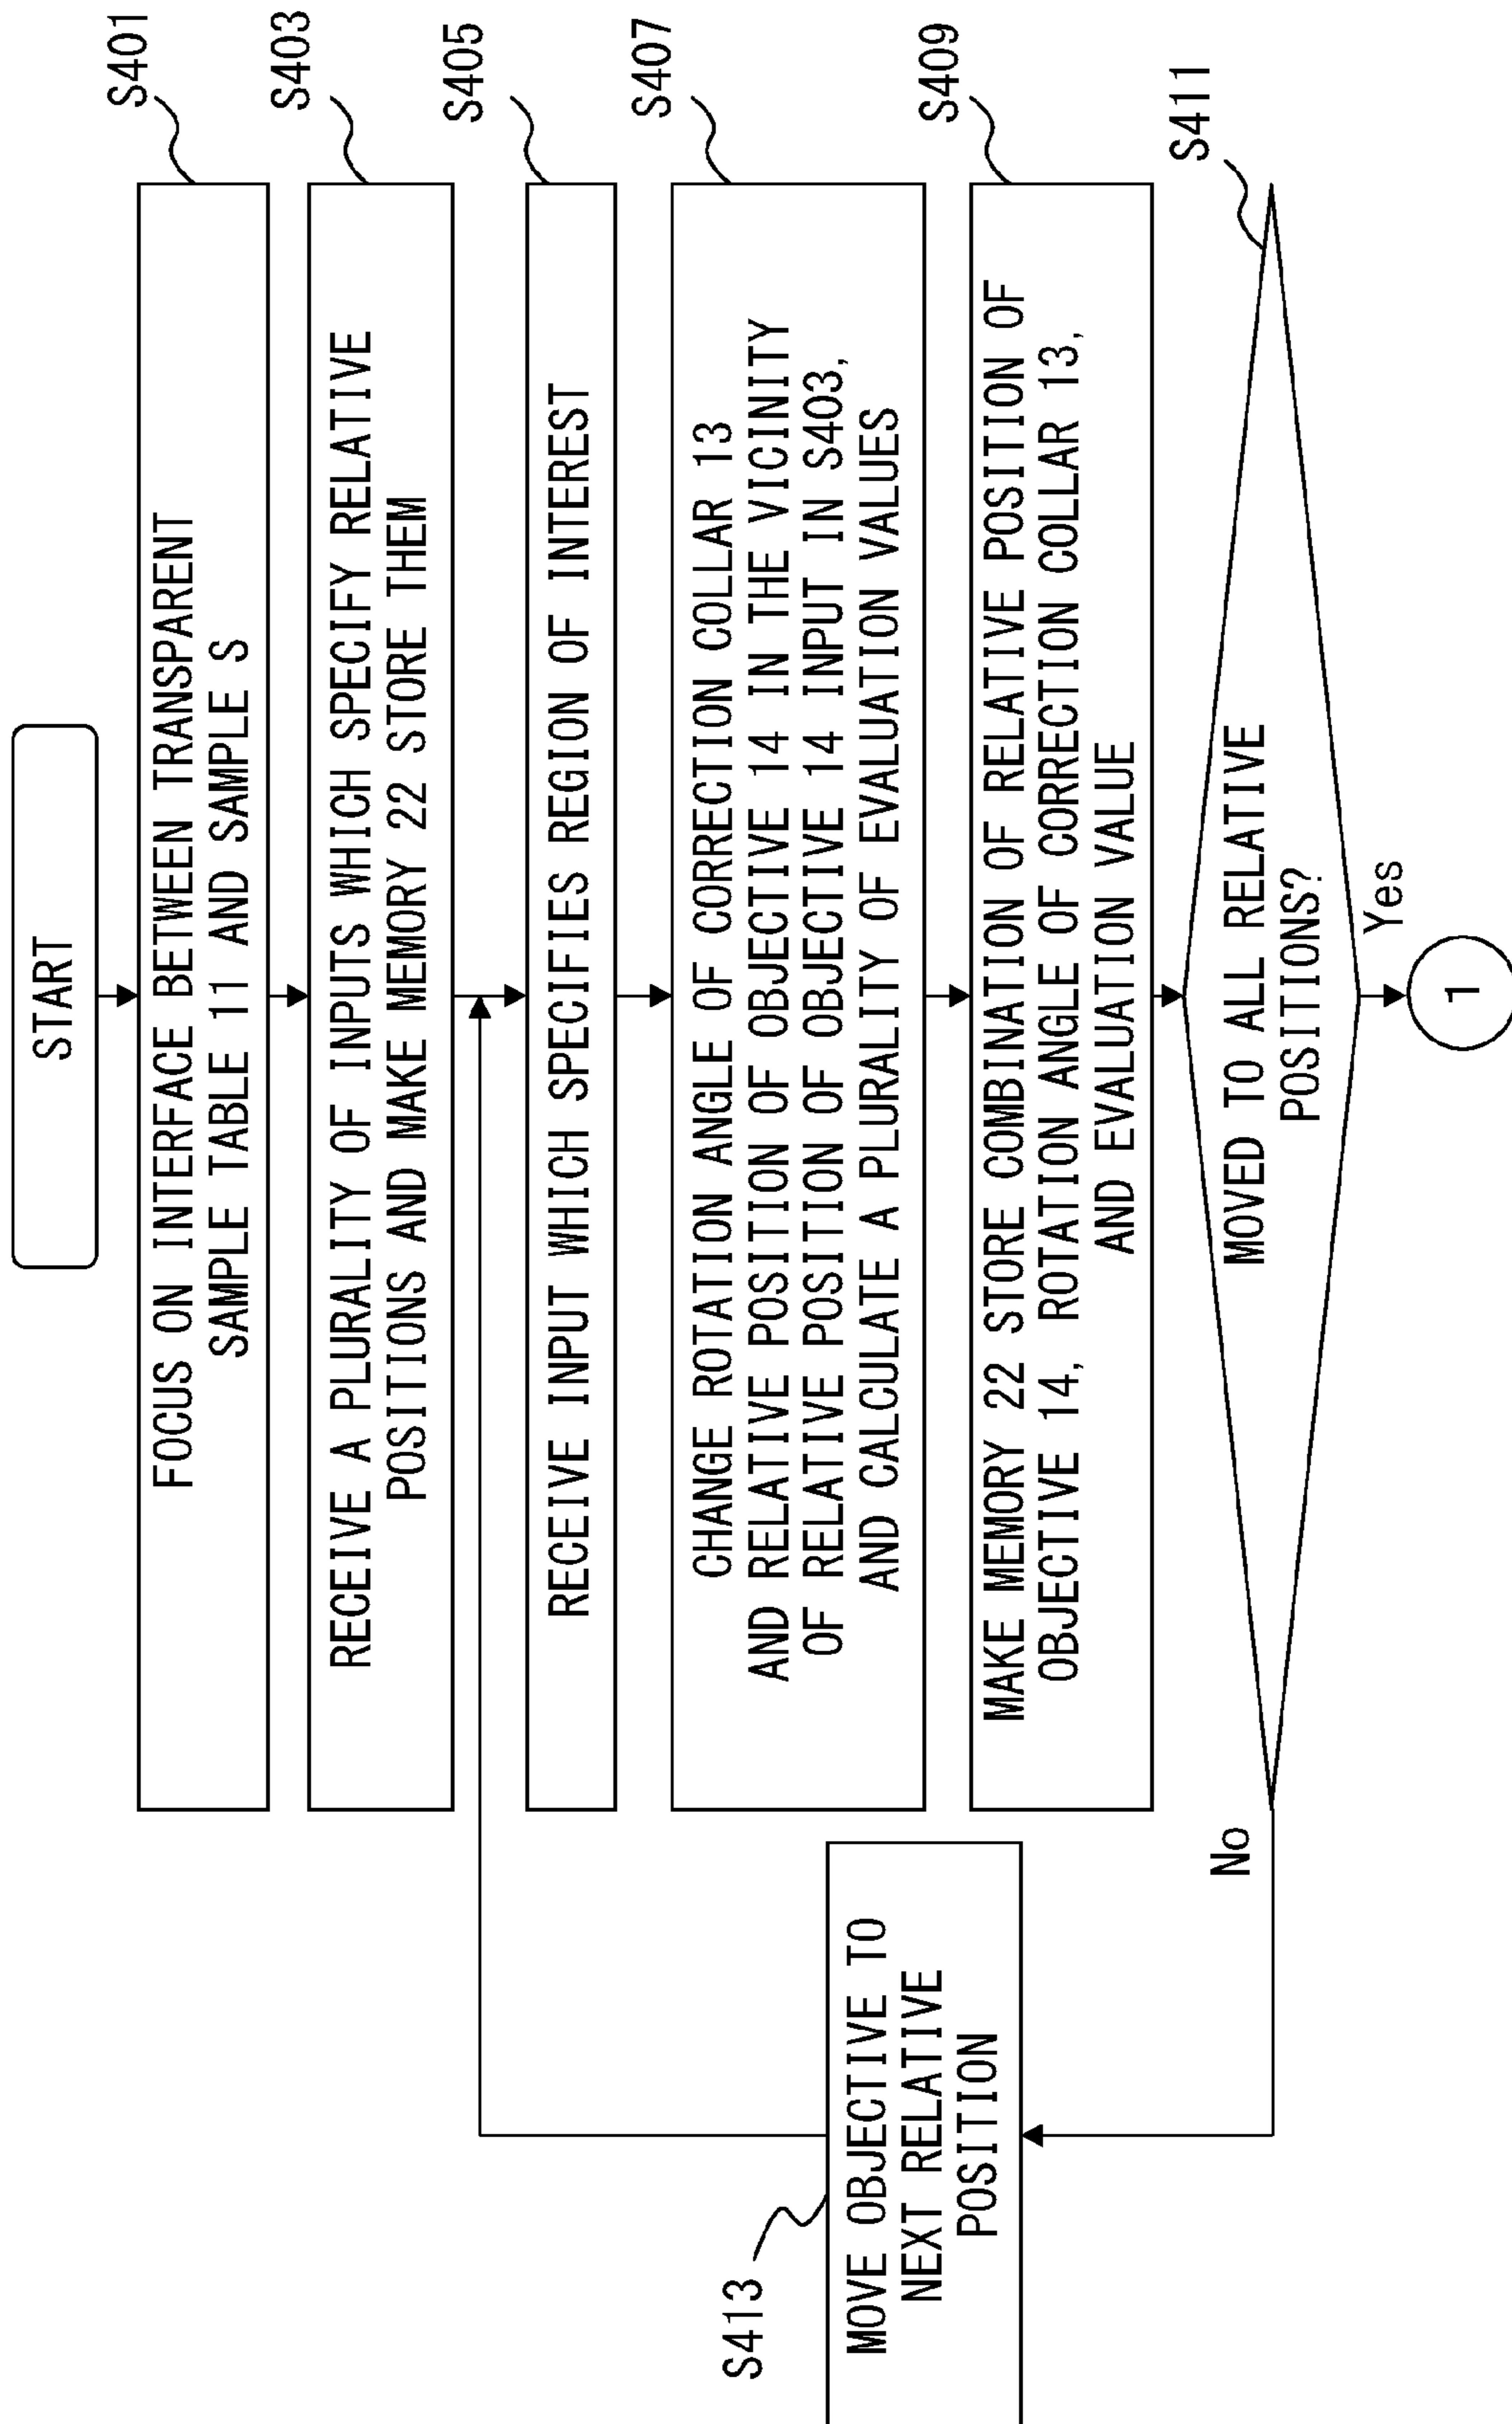 START
S401
FOCUS ON INTERFACE BETWEEN TRANSPARENT
SAMPLE TABLE 11 AND SAMPLE S
S403
RECEIVE A PLURALITY OF INPUTS WHICH SPECIFY RELATIVE
POSITIONS AND MAKE MEMORY 22 STORE THEM
S405
RECEIVE INPUT WHICH SPECIFIES REGION OF INTEREST
S407
CHANGE ROTATION ANGLE OF CORRECTION COLLAR 13
AND RELATIVE POSITION OF OBJECTIVE 14 IN THE VICINITY
OF RELATIVE POSITION OF OBJECTIVE 14 INPUT IN S403,
AND CALCULATE A PLURALITY OF EVALUATION VALUES
S409
MAKE MEMORY 22 STORE COMBINATION OF RELATIVE POSITION OF
OBJECTIVE 14, ROTATION ANGLE OF CORRECTION COLLAR 13,
AND EVALUATION VALUE
S411
MOVED TO ALL RELATIVE
POSITIONS?
No
Yes
S413
MOVE OBJECTIVE TO
NEXT RELATIVE
POSITION
1